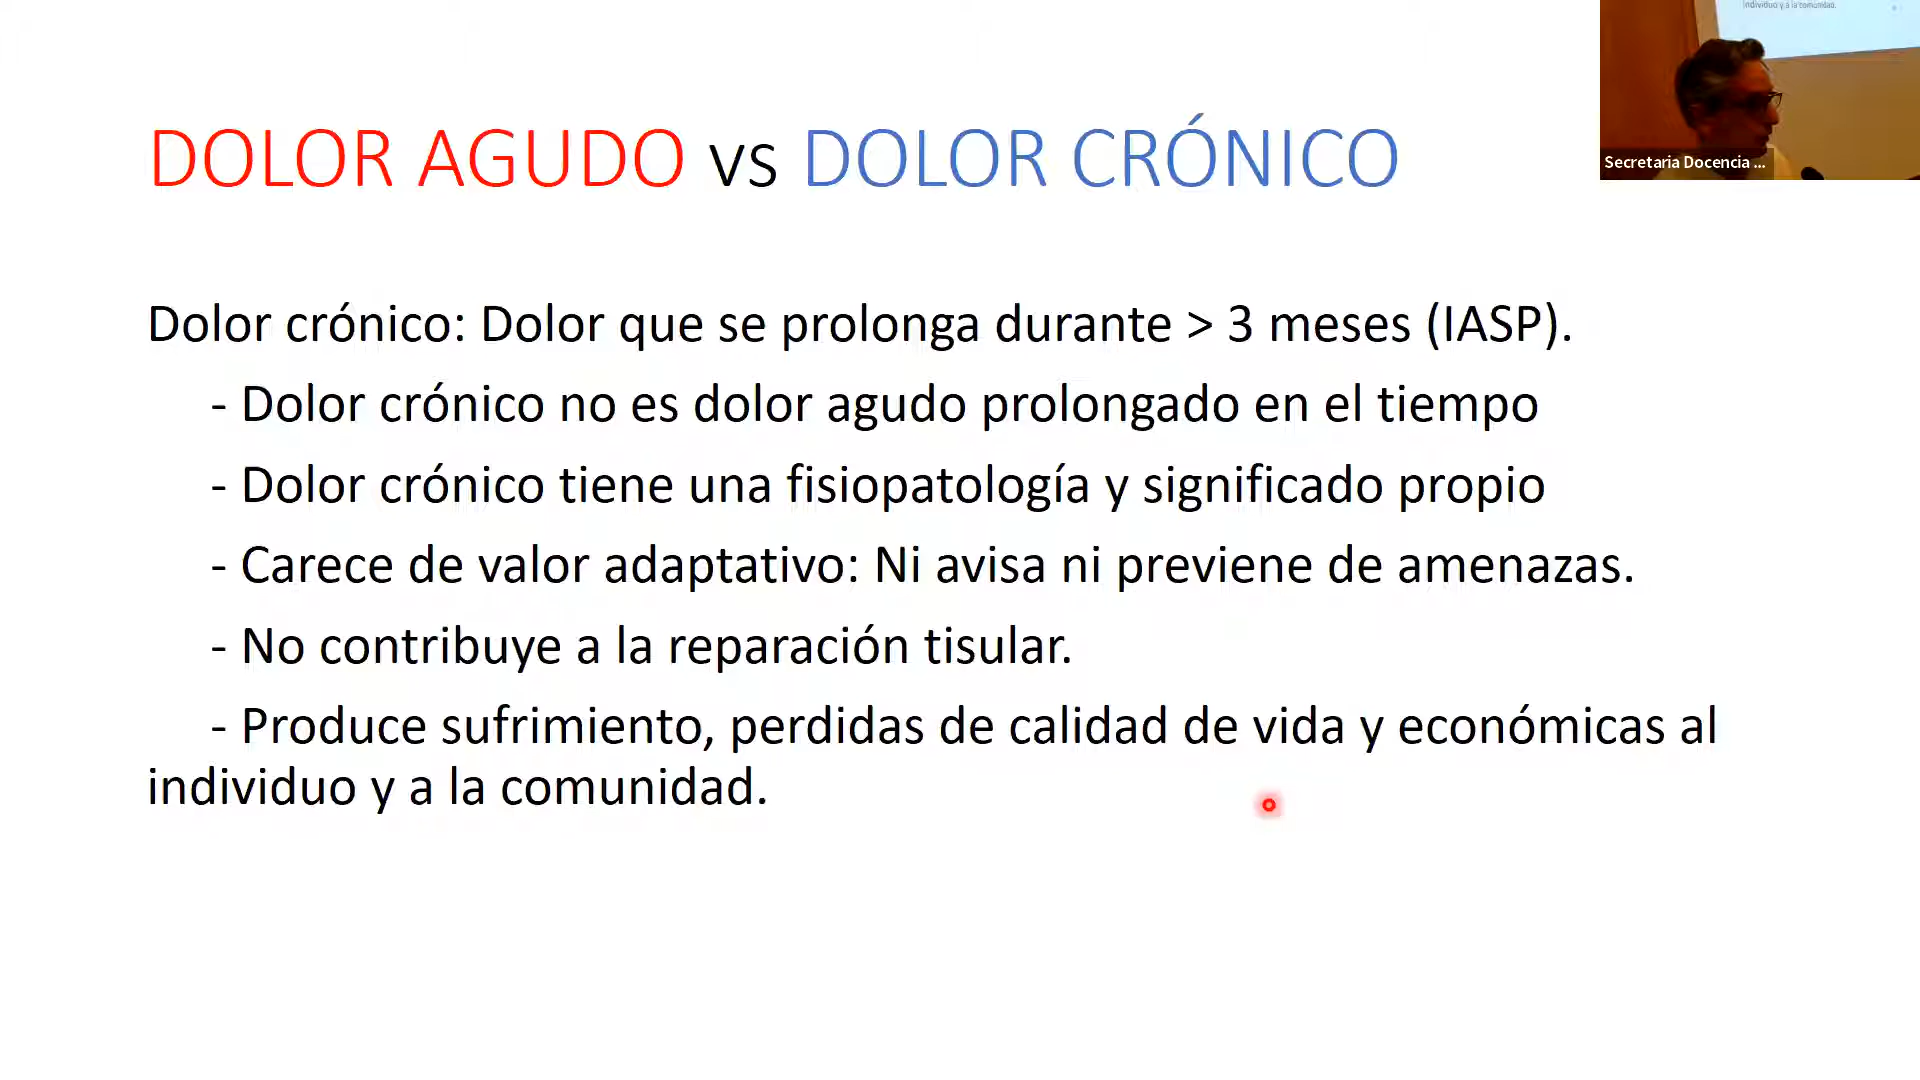 individuo y a la comunidad.
Secretaria Docencia ...
DOLOR AGUDO vs DOLOR CRÓNICO
Dolor crónico: Dolor que se prolonga durante > 3 meses (IASP).
- Dolor crónico no es dolor agudo prolongado en el tiempo
- Dolor crónico tiene una fisiopatología y significado propio
- Carece de valor adaptativo: Ni avisa ni previene de amenazas.
- No contribuye a la reparación tisular.
- Produce sufrimiento, perdidas de calidad de vida y económicas al
individuo y a la comunidad.